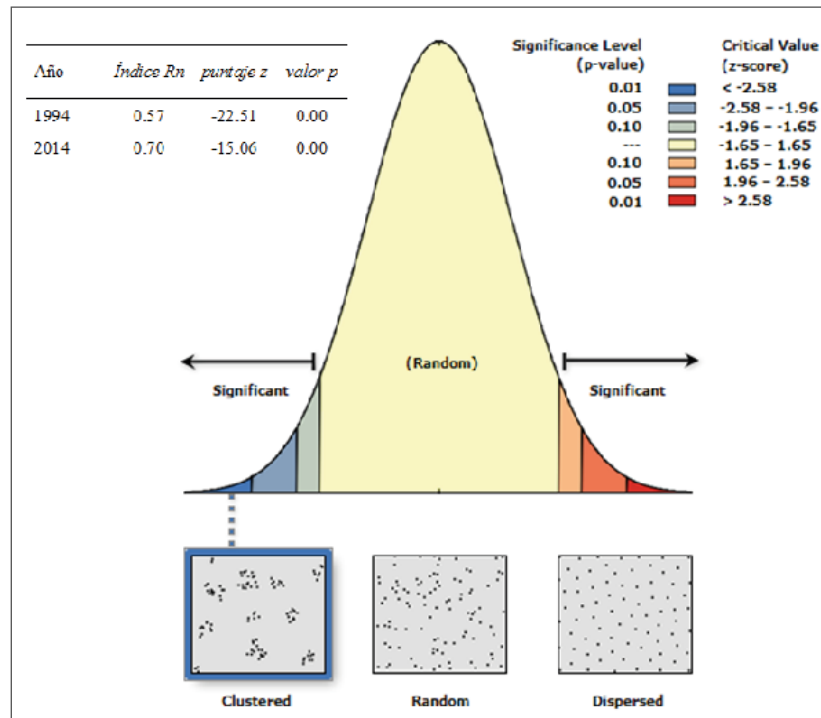 Año Índice Rn puntaje z valor p
1994 0.57 -22.51 0.00
2014 0.70 -15.06 0.00
Significance Level Critical Value
(p-value) (z-score)
0.01 < -2.58
0.05 -2.58 – -1.96
0.10 -1.96 – -1.65
--- -1.65 – 1.65
0.10 1.65 – 1.96
0.05 1.96 – 2.58
0.01 > 2.58
(Random)
Significant Significant
Clustered Random Dispersed